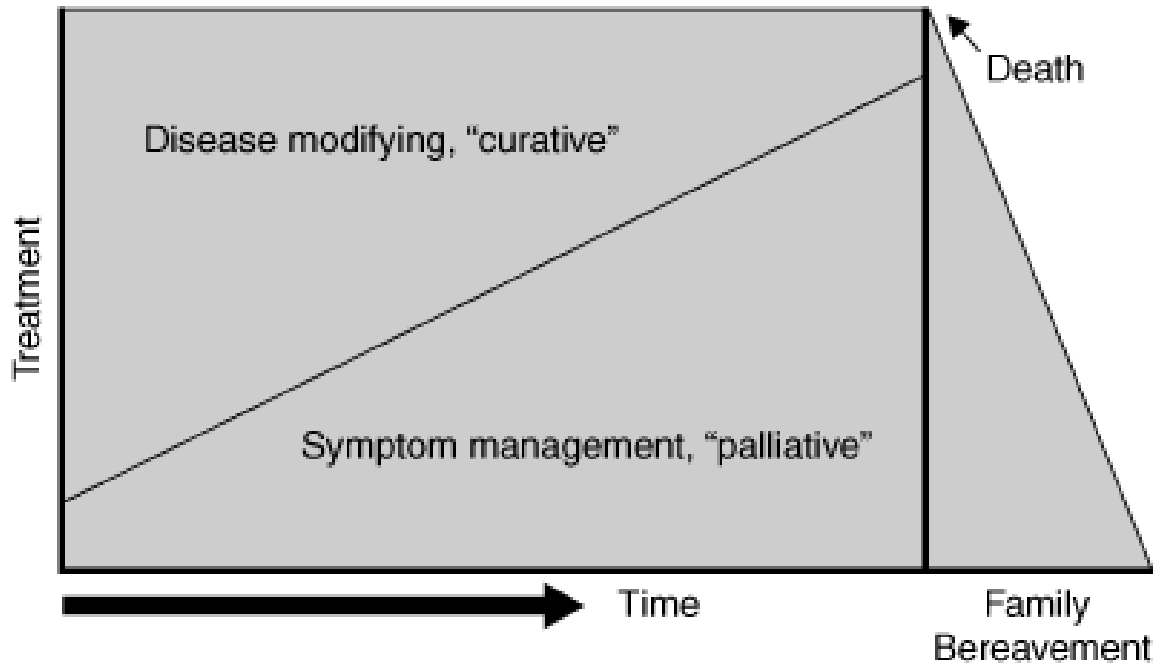 Death
Disease modifying, “curative”
Treatment
Symptom management, “palliative”
Time
Family
Bereavement